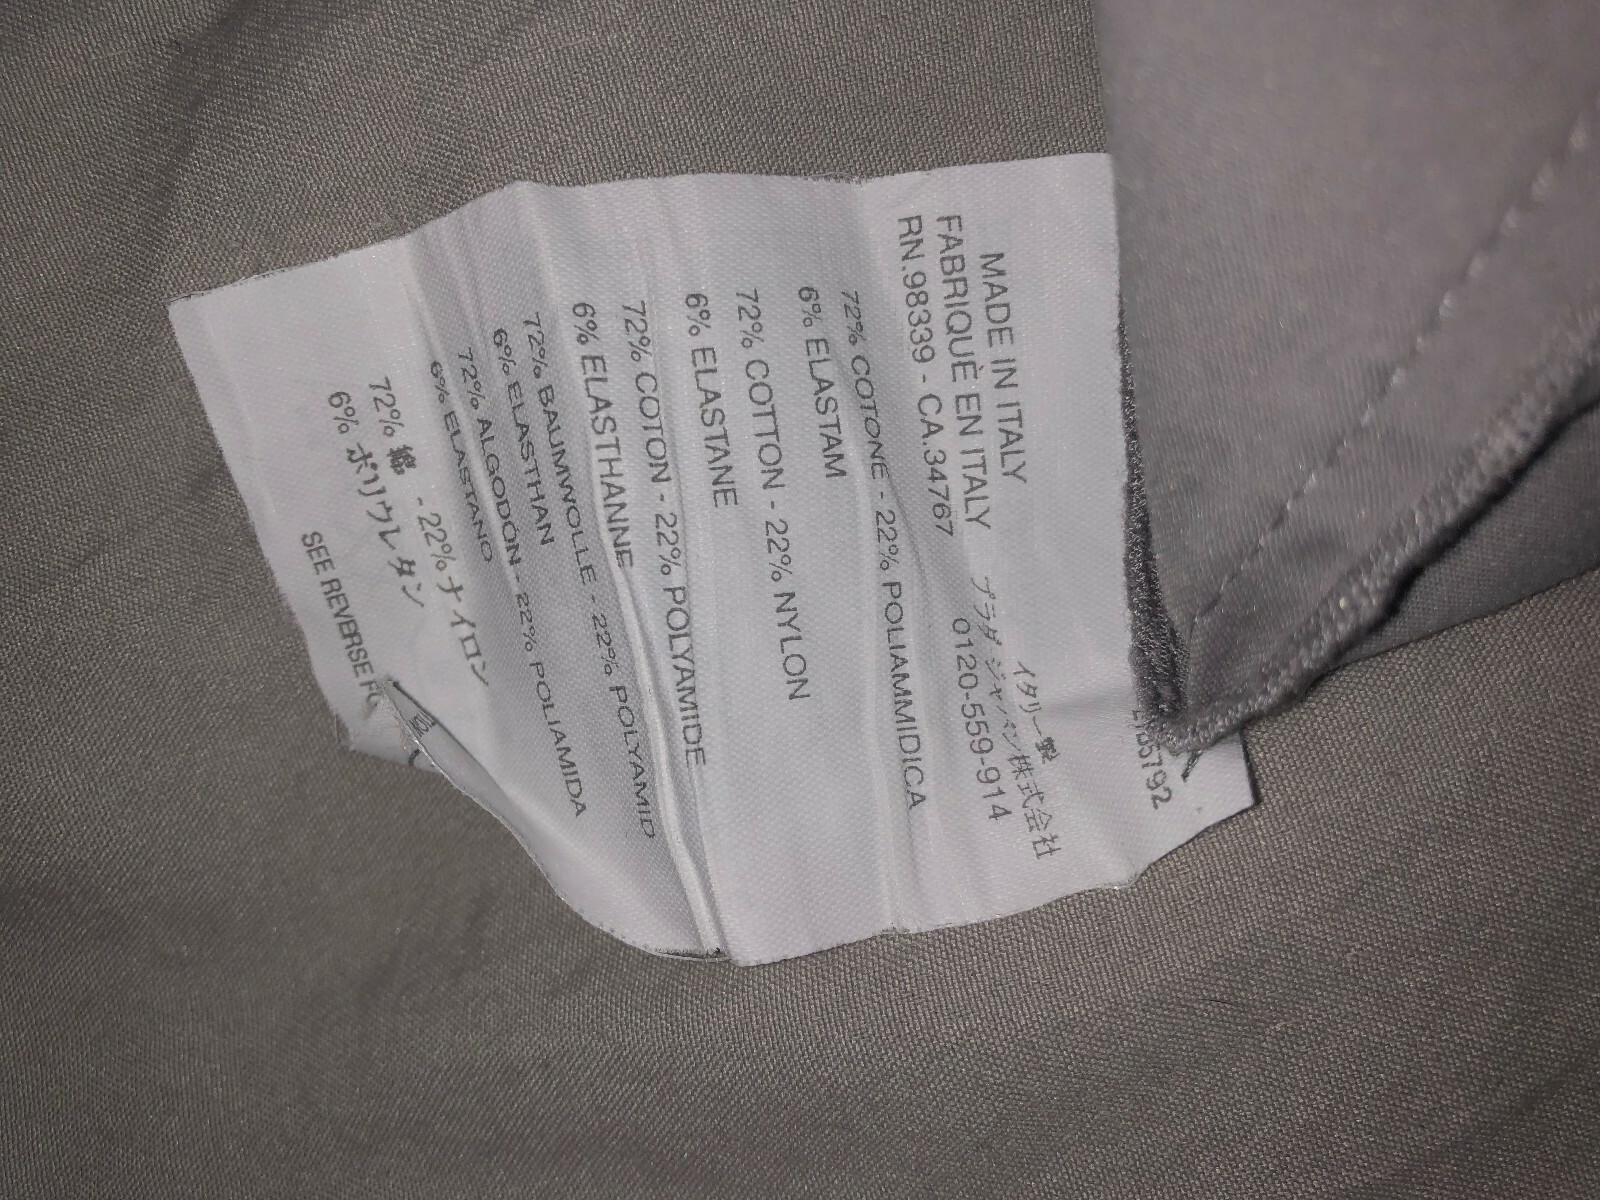 MADE IN ITALY イタリー製
FABRIQUÈ EN ITALY プラダ ジャパン株式会社
RN.98339 - CA.34767 0120-559-914
72% COTONE - 22% POLIAMMIDICA
6% ELASTAM
72% COTTON - 22% NYLON
6% ELASTANE
72% COTON - 22% POLYAMIDE
6% ELASTHANNE
72% BAUMWOLLE - 22% POLYAMID
6% ELASTHAN
72% ALGODÓN - 22% POLIAMIDA
6% ELASTANO
72% 綿 - 22% ナイロン
6% ポリウレタン
SEE REVERSE